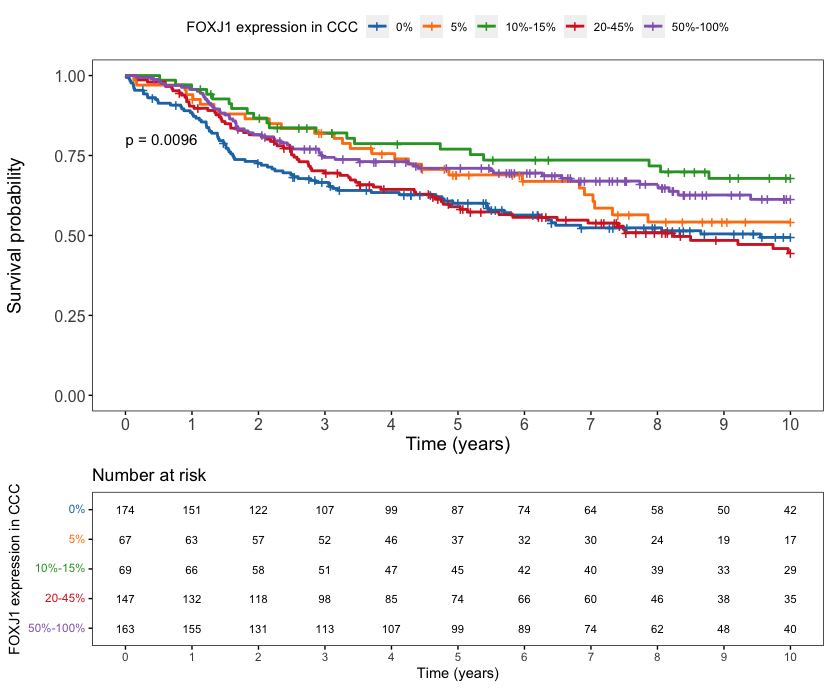 FOXJ1 expression in CCC 0% 5% 10%-15% 20-45% 50%-100%
1.00
0.75
0.50
0.25
0.00
Survival probability
p = 0.0096
0 1 2 3 4 5 6 7 8 9 10
Time (years)
Number at risk
FOXJ1 expression in CCC
0% 174 151 122 107 99 87 74 64 58 50 42
5% 67 63 57 52 46 37 32 30 24 19 17
10%-15% 69 66 58 51 47 45 42 40 39 33 29
20-45% 147 132 118 98 85 74 66 60 46 38 35
50%-100% 163 155 131 113 107 99 89 74 62 48 40
0 1 2 3 4 5 6 7 8 9 10
Time (years)